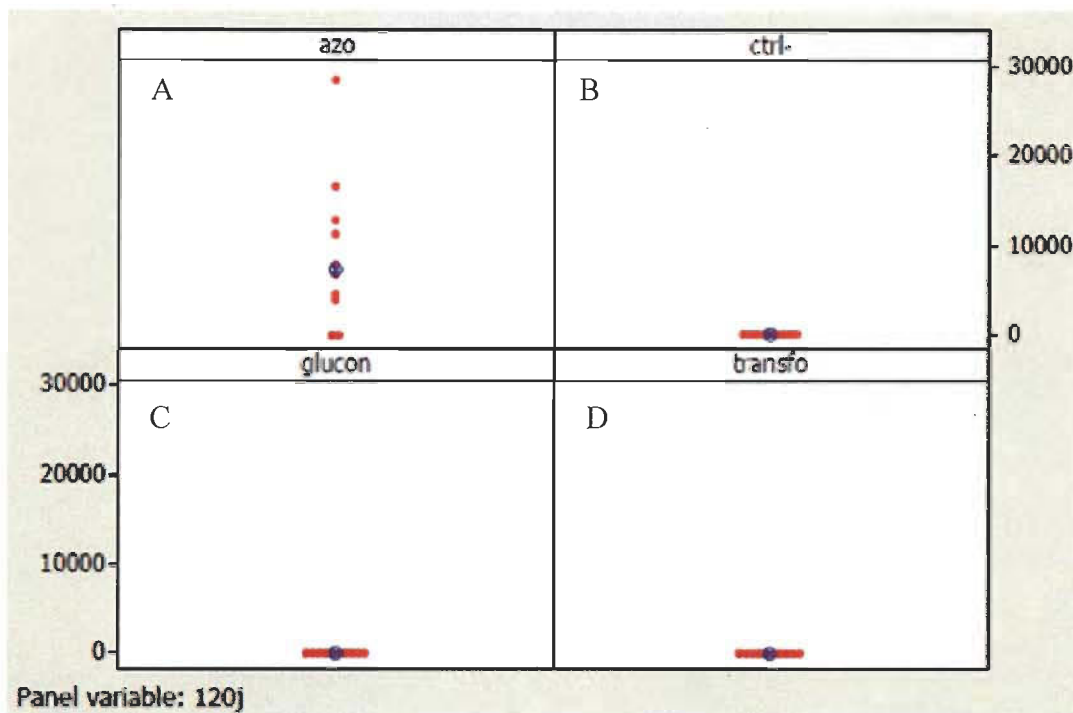 azo
ctrl-
A
B
30000
20000
10000
0
glucon
transfo
30000
20000
10000
0
C
D
Panel variable: 120j